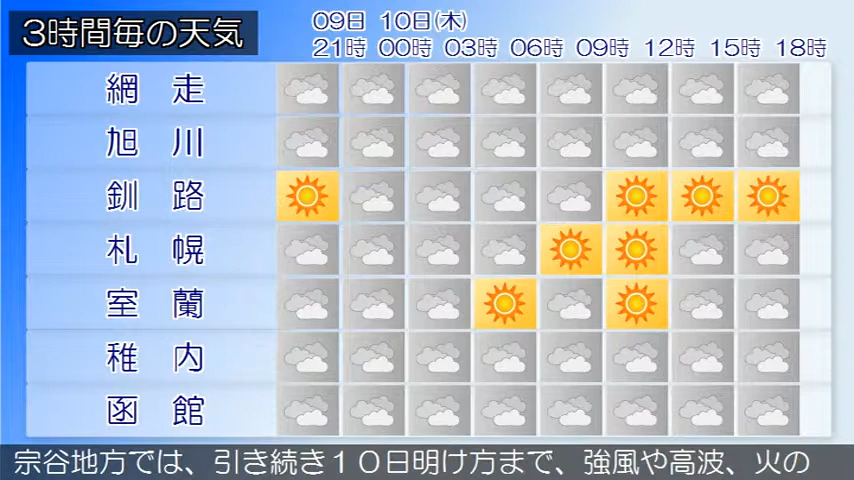 3時間毎の天気
09日 10日(木)
21時 00時 03時 06時 09時 12時 15時 18時
網走
旭川
釧路
札幌
室蘭
稚内
函館
宗谷地方では、引き続き１０日明け方まで、強風や高波、火の